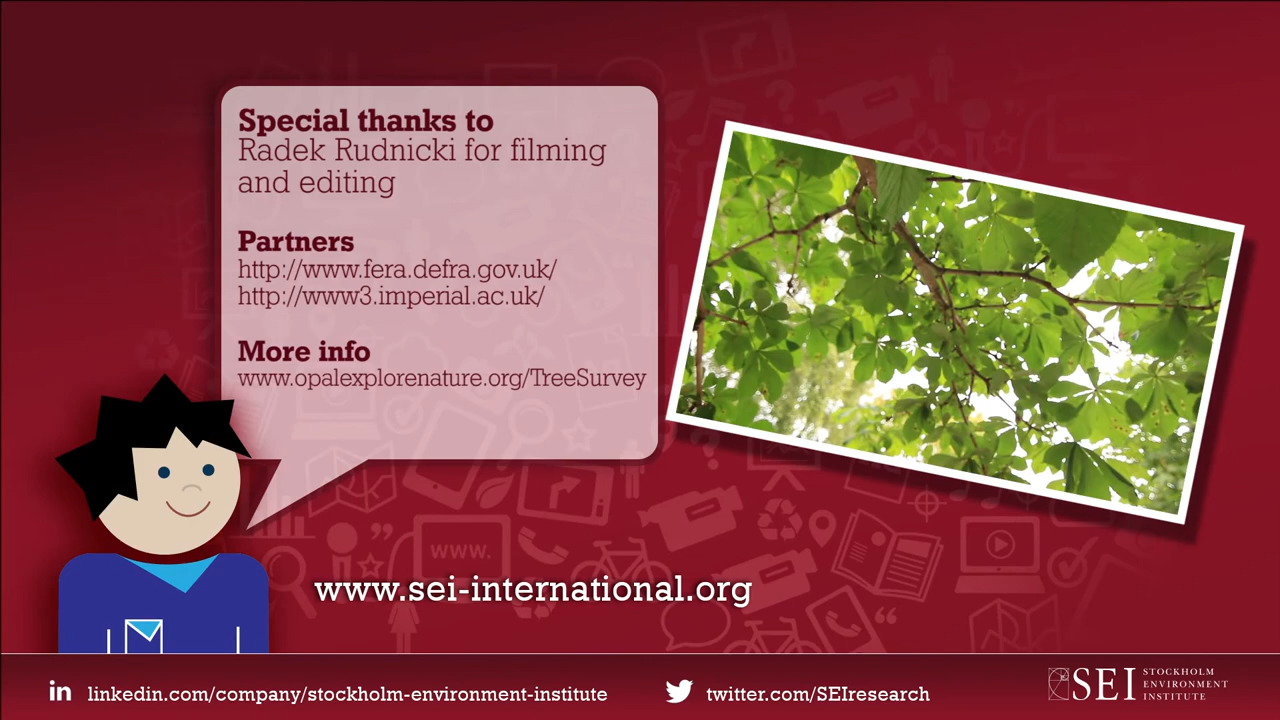 Special thanks to
Radek Rudnicki for filming
and editing
Partners
http://www.fera.defra.gov.uk/
http://www3.imperial.ac.uk/
More info
www.opalexplorenature.org/TreeSurvey
www.
www.sei-international.org
in linkedin.com/company/stockholm-environment-institute
twitter.com/SEIresearch
SEI
STOCKHOLM
ENVIRONMENT
INSTITUTE